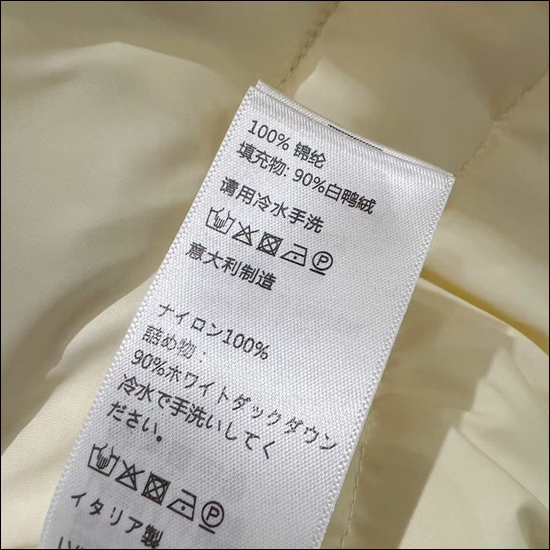 100% 锦纶
填充物: 90%白鸭絨
请用冷水手洗
P
意大利制造
ナイロン100%
詰め物:
90%ホワイトダックダウン
冷水で手洗いしてく
ださい。
P
イタリア製